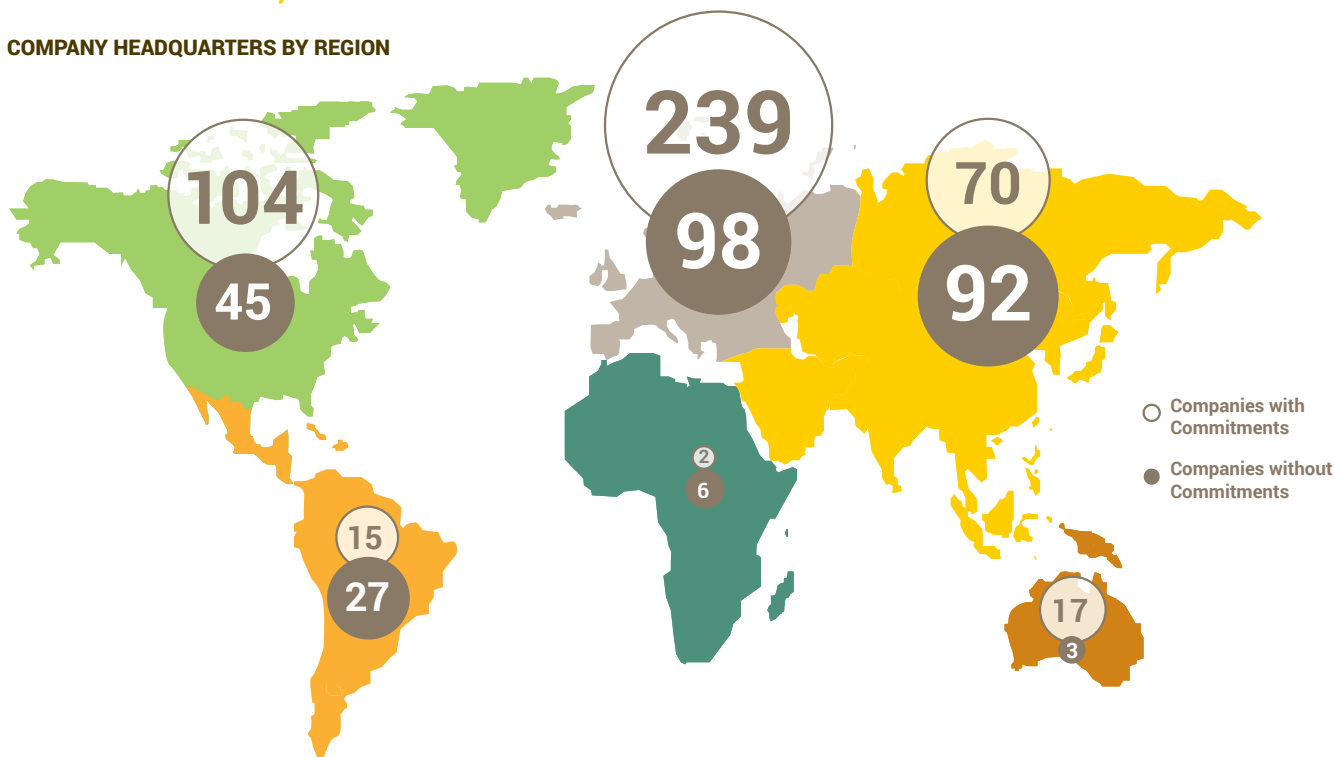 COMPANY HEADQUARTERS BY REGION
239
104
70
98
45
92
Companies with
Commitments
2
Companies without
Commitments
6
15
27
17
3